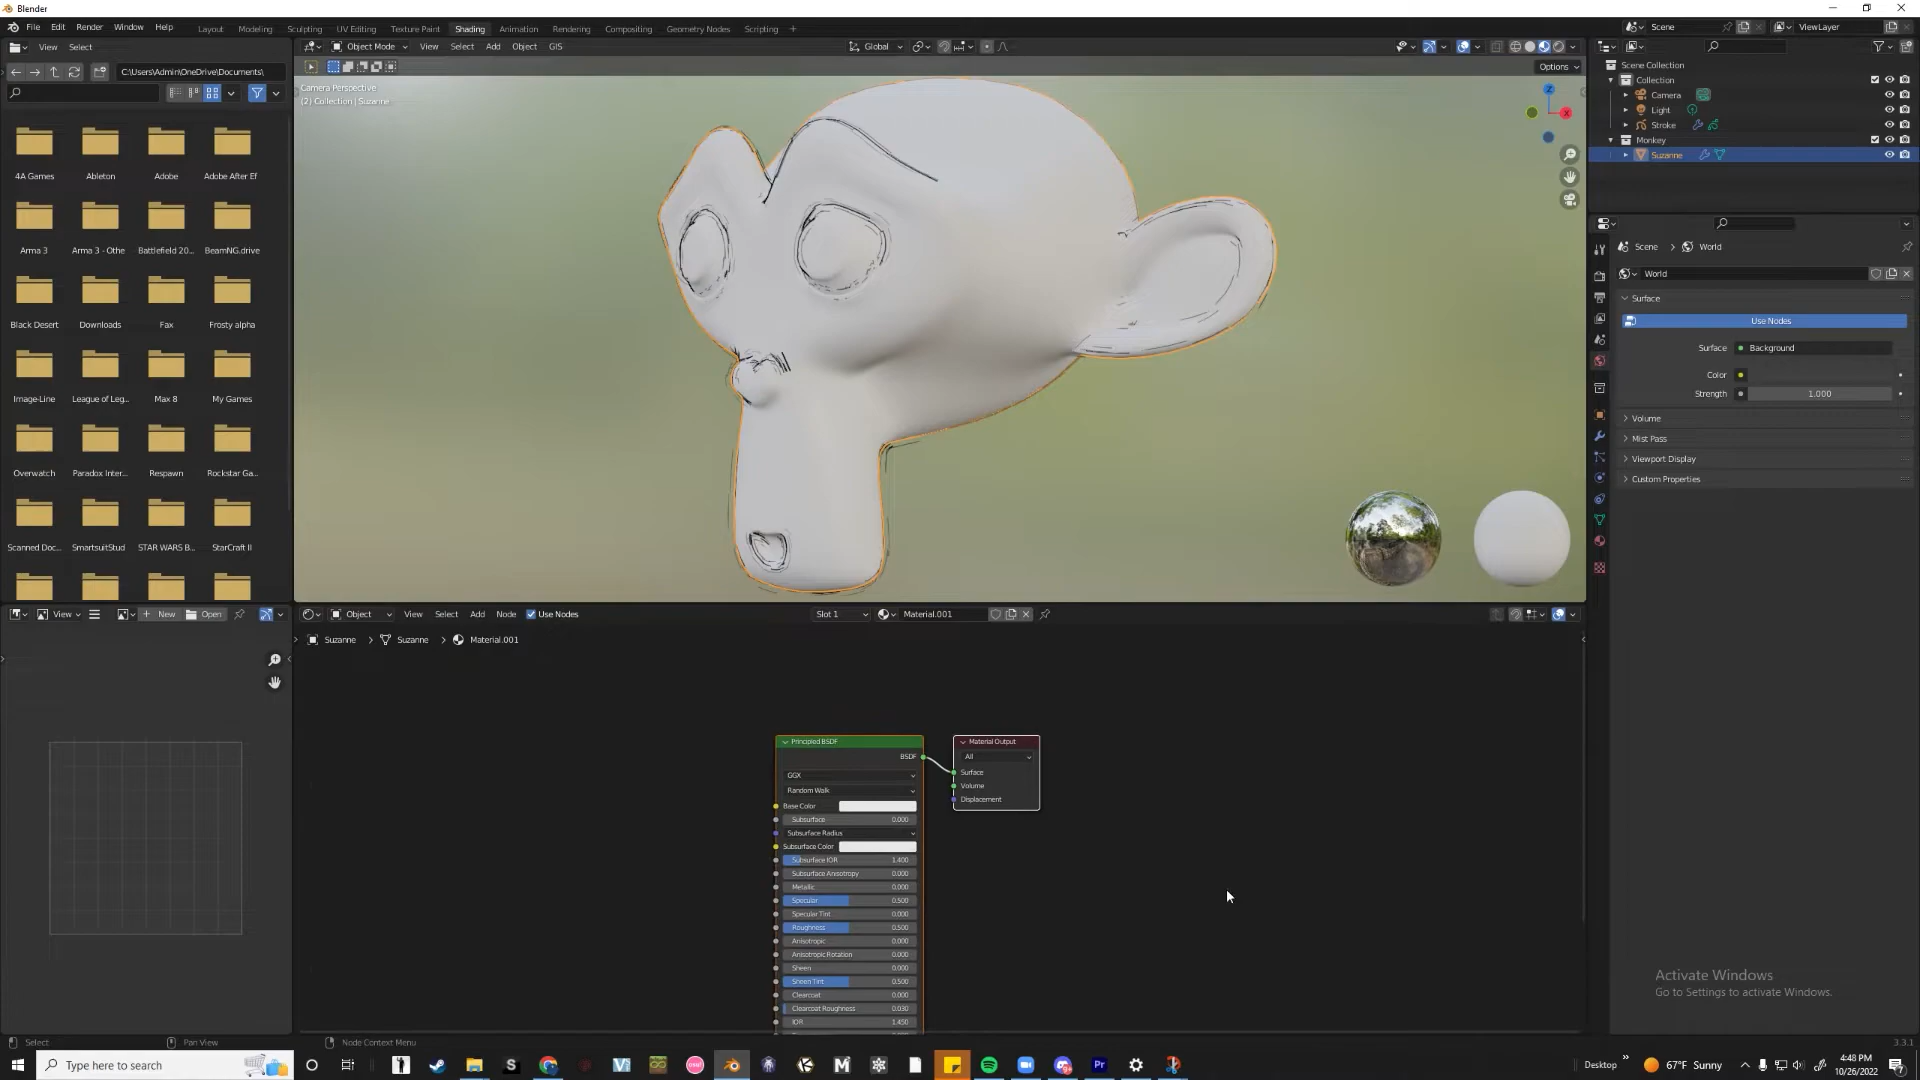 Blender
File Edit Render Window Help
Layout Modeling Sculpting UV Editing Texture Paint Shading Animation Rendering Compositing Geometry Nodes Scripting +
Scene
ViewLayer
View Select
Object Mode View Select Add Object GIS
Global
C:\Users\Admin\OneDrive\Documents\
Options
Camera Perspective
(2) Collection | Suzanne
Z
X
4A Games Ableton Adobe Adobe After Ef
Arma 3 Arma 3 - Othe Battlefield 20... BeamNG.drive
Black Desert Downloads Fax Frosty alpha
Image-Line League of Leg... Max 8 My Games
Overwatch Paradox Inter... Respawn Rockstar Ga...
Scanned Doc... SmartsuitStud STAR WARS B... StarCraft II
Scene Collection
Collection
Camera
Light
Stroke
Monkey
Suzanne
Scene > World
World
Surface
Use Nodes
Surface Background
Color
Strength 1.000
Volume
Mist Pass
Viewport Display
Custom Properties
View
+ New Open
Object View Select Add Node Use Nodes
Slot 1
Material.001
Suzanne > Suzanne > Material.001
Principled BSDF
BSDF
GGX
Random Walk
Base Color
Subsurface 0.000
Subsurface Radius
Subsurface Color
Subsurface IOR 1.400
Subsurface Anisotropy 0.000
Metallic 0.000
Specular 0.500
Specular Tint 0.000
Roughness 0.500
Anisotropic 0.000
Anisotropic Rotation 0.000
Sheen 0.000
Sheen Tint 0.500
Clearcoat 0.000
Clearcoat Roughness 0.030
IOR 1.450
Material Output
All
Surface
Volume
Displacement
Activate Windows
Go to Settings to activate Windows.
Select
Pan View
Node Context Menu
3.3.1
Type here to search
Desktop
67°F Sunny
4:48 PM
10/26/2022